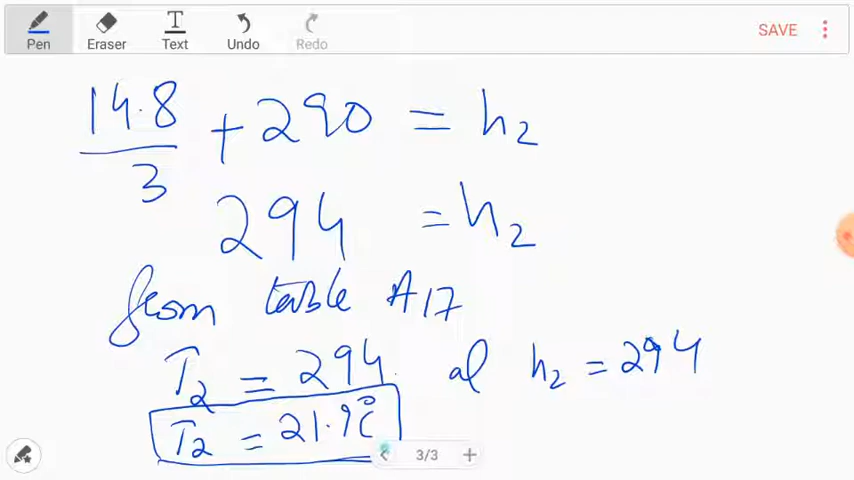 Pen Eraser Text Undo Redo SAVE
14.8/3 + 290 = h2
294 = h2
from table A17
T2 = 294 at h2 = 294
T2 = 21.9°C
3/3